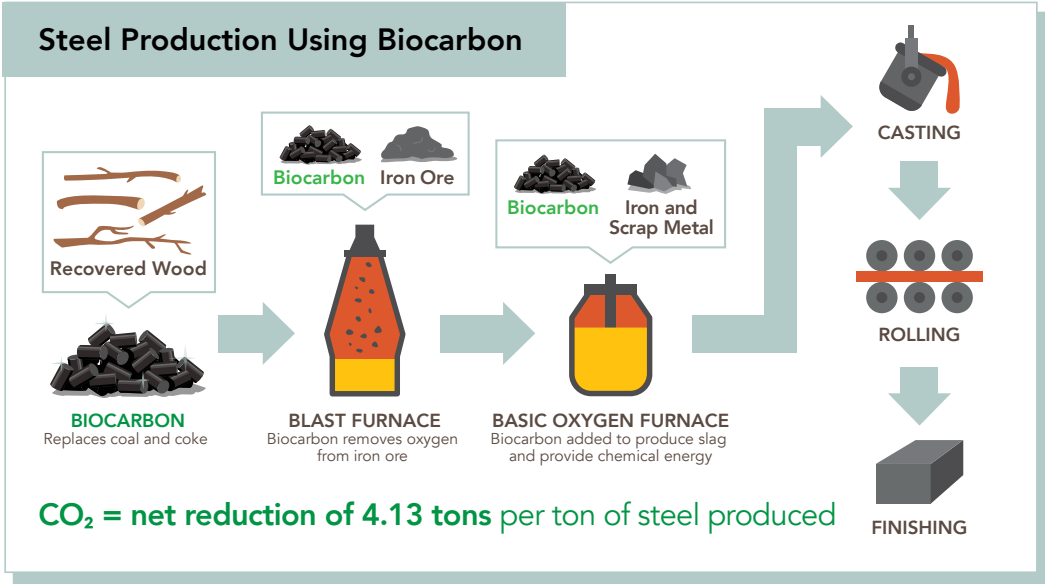 Steel Production Using Biocarbon
Recovered Wood
BIOCARBON
Replaces coal and coke
Biocarbon
Iron Ore
BLAST FURNACE
Biocarbon removes oxygen
from iron ore
Biocarbon
Iron and
Scrap Metal
BASIC OXYGEN FURNACE
Biocarbon added to produce slag
and provide chemical energy
CASTING
ROLLING
FINISHING
CO₂ = net reduction of 4.13 tons per ton of steel produced